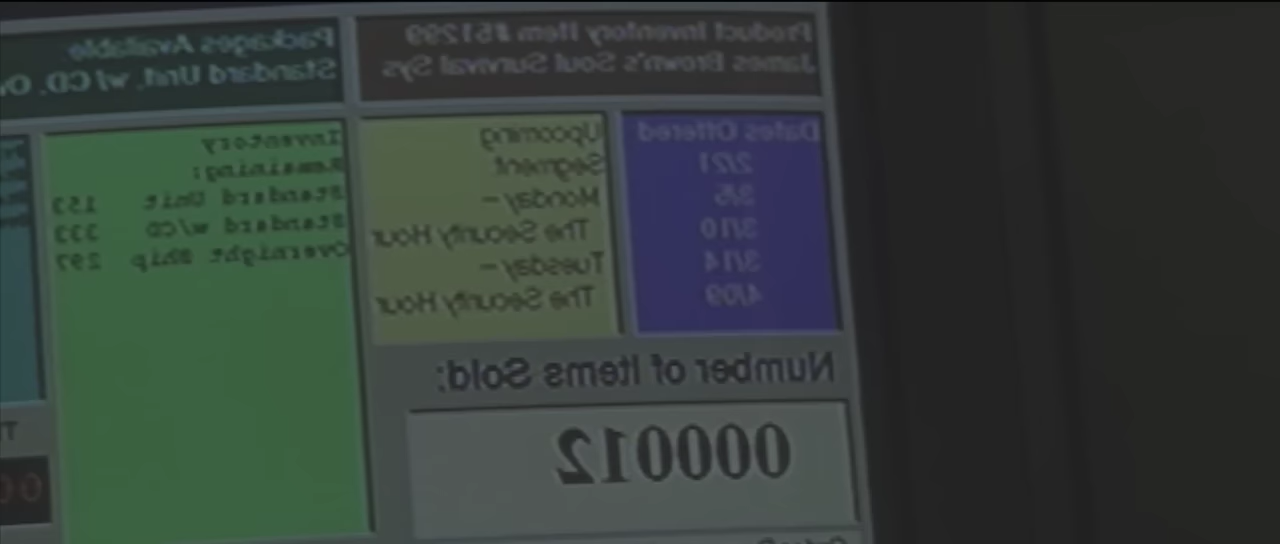 Product Inventory Item #51299
James Brown's Soul Survival Sys
Packages Available
Standard Unit, w/CD,
Dates Offered
2/21
3/5
3/10
3/14
4/09
Upcoming
Segment:
Monday –
The Security Hour
Tuesday –
The Security Hour
Inventory
Remaining:
Standard Unit 153
Standard w/CD 333
Overnight Ship 297
Number of Items Sold:
000012